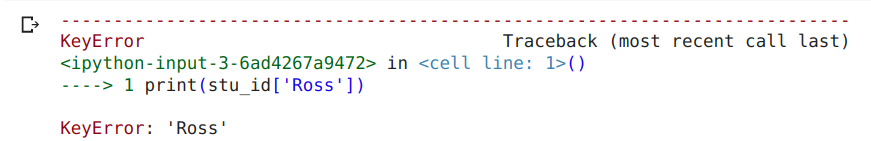 ---------------------------------------------------------------------------
KeyError                                  Traceback (most recent call last)
<ipython-input-3-6ad4267a9472> in <cell line: 1>()
----> 1 print(stu_id['Ross'])

KeyError: 'Ross'